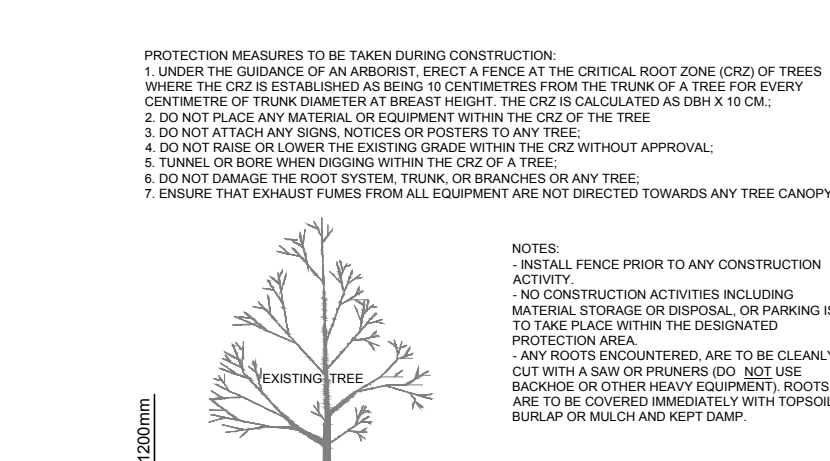 PROTECTION MEASURES TO BE TAKEN DURING CONSTRUCTION:
1. UNDER THE GUIDANCE OF AN ARBORIST, ERECT A FENCE AT THE CRITICAL ROOT ZONE (CRZ) OF TREES
WHERE THE CRZ IS ESTABLISHED AS BEING 10 CENTIMETRES FROM THE TRUNK OF A TREE FOR EVERY
CENTIMETRE OF TRUNK DIAMETER AT BREAST HEIGHT. THE CRZ IS CALCULATED AS DBH X 10 CM.;
2. DO NOT PLACE ANY MATERIAL OR EQUIPMENT WITHIN THE CRZ OF THE TREE
3. DO NOT ATTACH ANY SIGNS, NOTICES OR POSTERS TO ANY TREE;
4. DO NOT RAISE OR LOWER THE EXISTING GRADE WITHIN THE CRZ WITHOUT APPROVAL;
5. TUNNEL OR BORE WHEN DIGGING WITHIN THE CRZ OF A TREE;
6. DO NOT DAMAGE THE ROOT SYSTEM, TRUNK, OR BRANCHES OR ANY TREE;
7. ENSURE THAT EXHAUST FUMES FROM ALL EQUIPMENT ARE NOT DIRECTED TOWARDS ANY TREE CANOPY
NOTES:
- INSTALL FENCE PRIOR TO ANY CONSTRUCTION
ACTIVITY.
- NO CONSTRUCTION ACTIVITIES INCLUDING
MATERIAL STORAGE OR DISPOSAL, OR PARKING IS
TO TAKE PLACE WITHIN THE DESIGNATED
PROTECTION AREA.
- ANY ROOTS ENCOUNTERED, ARE TO BE CLEANLY
CUT WITH A SAW OR PRUNERS (DO NOT USE
BACKHOE OR OTHER HEAVY EQUIPMENT). ROOTS
ARE TO BE COVERED IMMEDIATELY WITH TOPSOIL
BURLAP OR MULCH AND KEPT DAMP.
EXISTING TREE
1200mm